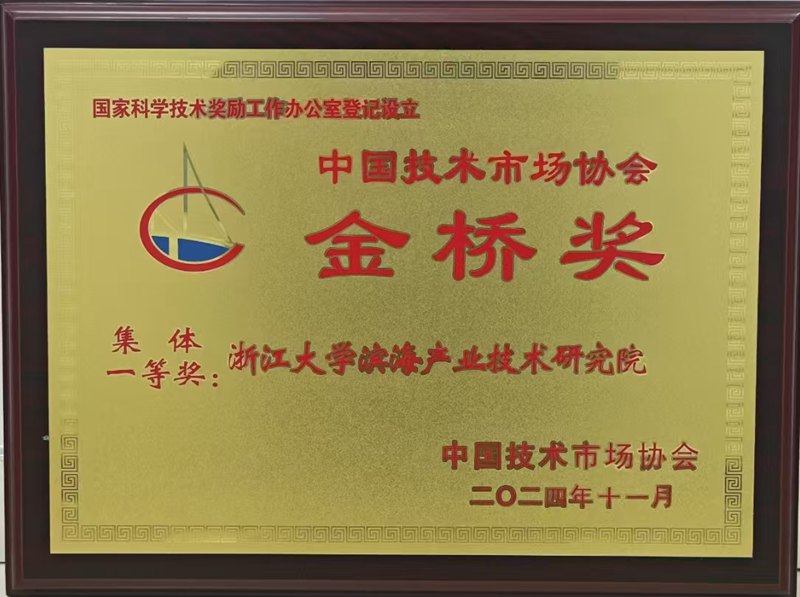 国家科学技术奖励工作办公室登记设立
中国技术市场协会
金桥奖
集体
一等奖：浙江大学滨海产业技术研究院
中国技术市场协会
二〇二四年十一月